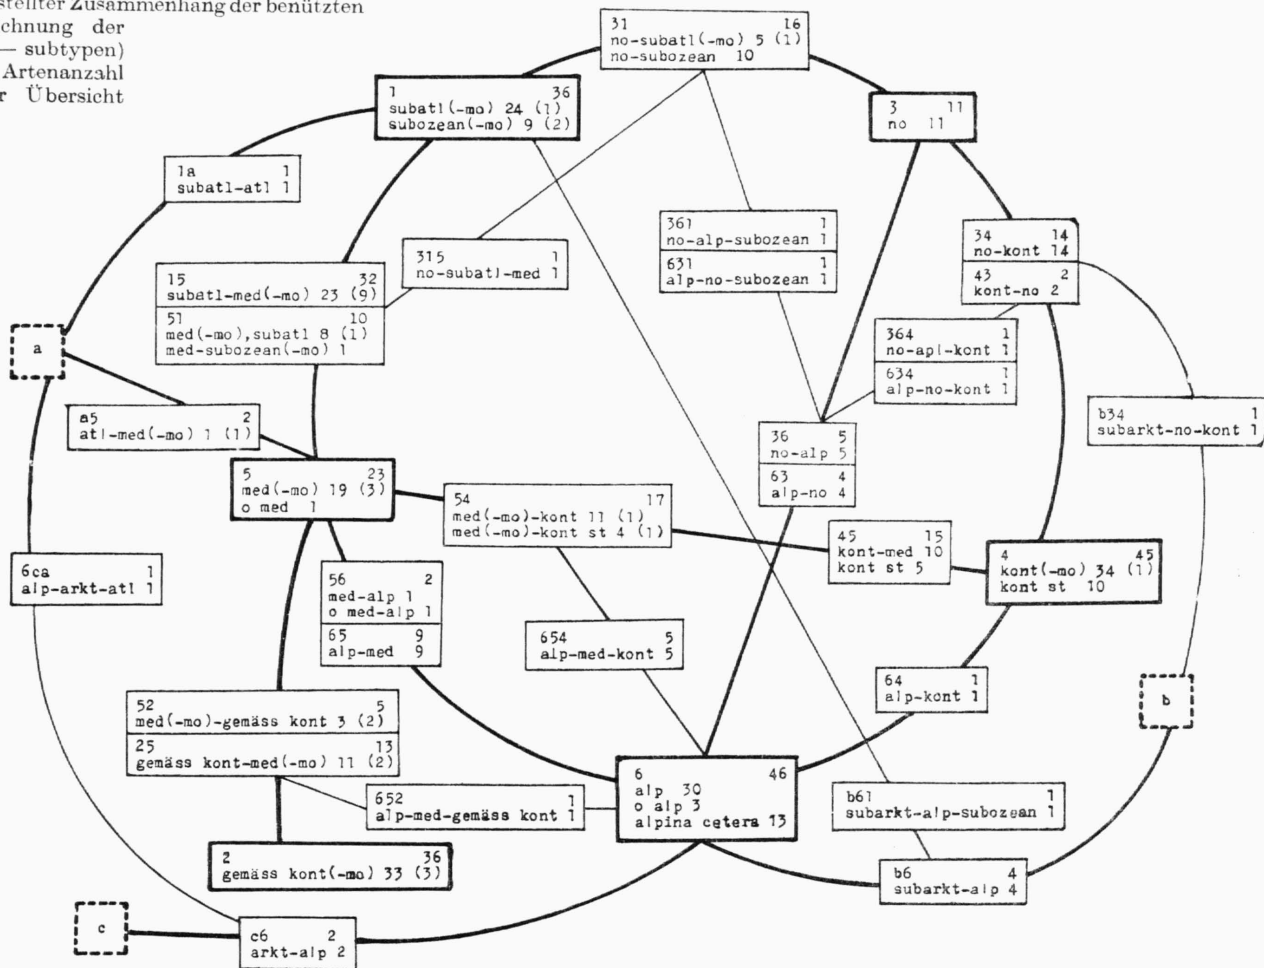 stellter Zusammenhang der benützten
chnung der
— subtypen)
Artenanzahl
r Übersicht
31 16
no-subatl(-mo) 5 (1)
no-subozean 10
1 36
subatl(-mo) 24 (1)
subozean(-mo) 9 (2)
3 11
no 11
1a 1
subatl-atl 1
361 1
no-alp-subozean 1
631 1
alp-no-subozean 1
34 14
no-kont 14
43 2
kont-no 2
315 1
no-subatl-med 1
15 32
subatl-med(-mo) 23 (9)
51 10
med(-mo),subatl 8 (1)
med-subozean(-mo) 1
a
364 1
no-apl-kont 1
634 1
alp-no-kont 1
a5 2
atl-med(-mo) 1 (1)
b34 1
subarkt-no-kont 1
36 5
no-alp 5
63 4
alp-no 4
5 23
med(-mo) 19 (3)
o med 1
54 17
med(-mo)-kont 11 (1)
med(-mo)-kont st 4 (1)
45 15
kont-med 10
kont st 5
4 45
kont(-mo) 34 (1)
kont st 10
6ca 1
alp-arkt-atl 1
56 2
med-alp 1
o med-alp 1
65 9
alp-med 9
654 5
alp-med-kont 5
64 1
alp-kont 1
b
52 5
med(-mo)-gemäss kont 3 (2)
25 13
gemäss kont-med(-mo) 11 (2)
6 46
alp 30
o alp 3
alpina cetera 13
652 1
alp-med-gemäss kont 1
b61 1
subarkt-alp-subozean 1
2 36
gemäss kont(-mo) 33 (3)
b6 4
subarkt-alp 4
c
c6 2
arkt-alp 2